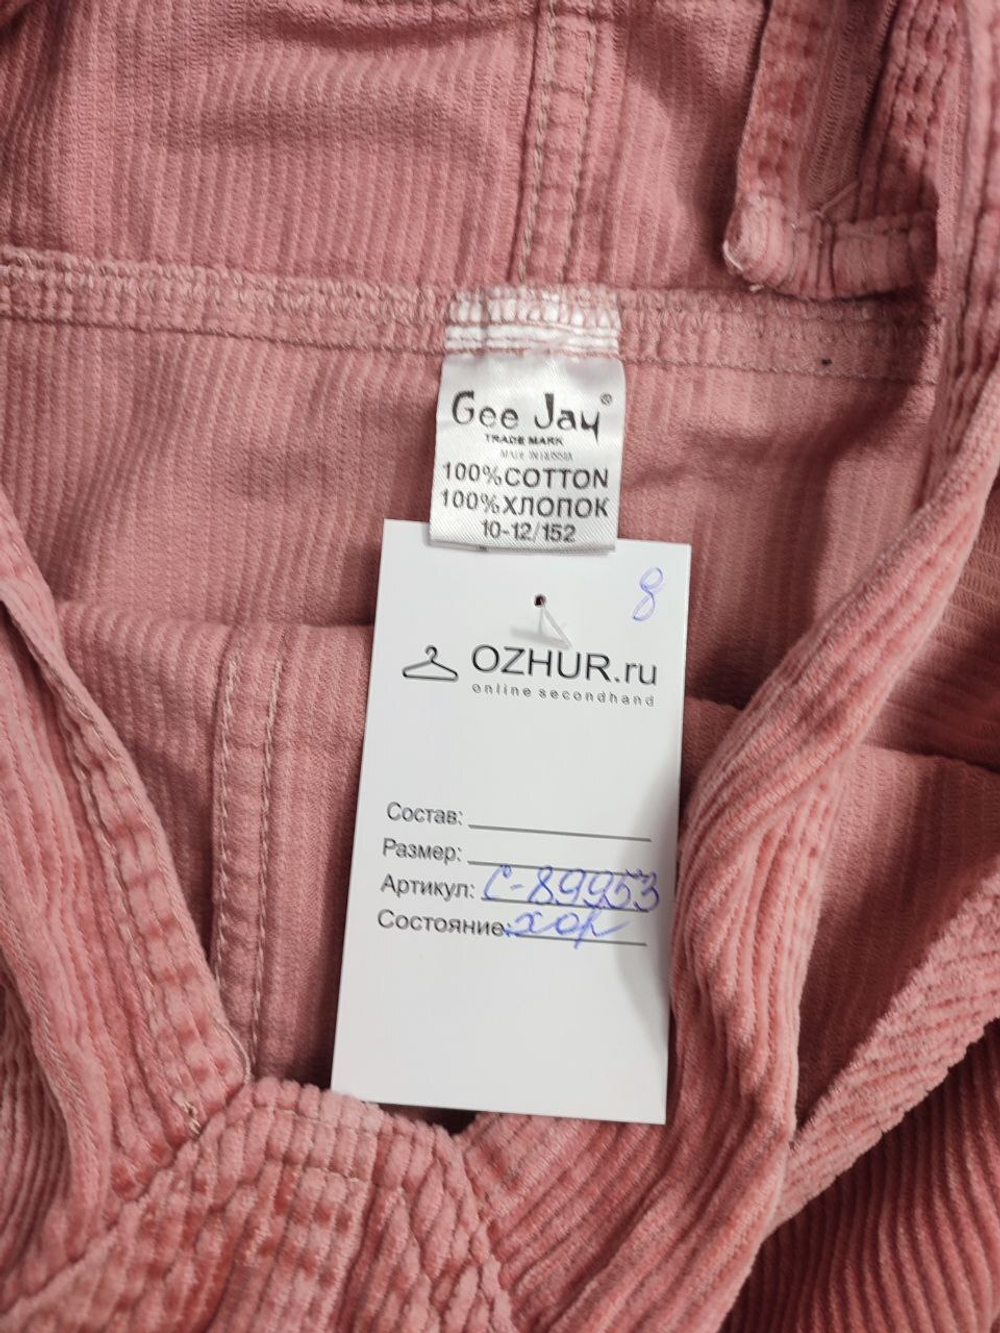 Gee Jay®
TRADE MARK
100%COTTON
100%ХЛОПОК
10-12/152
8
OZHUR.ru
online secondhand
Состав:
Размер:
Артикул: С-89953
Состояние: хор